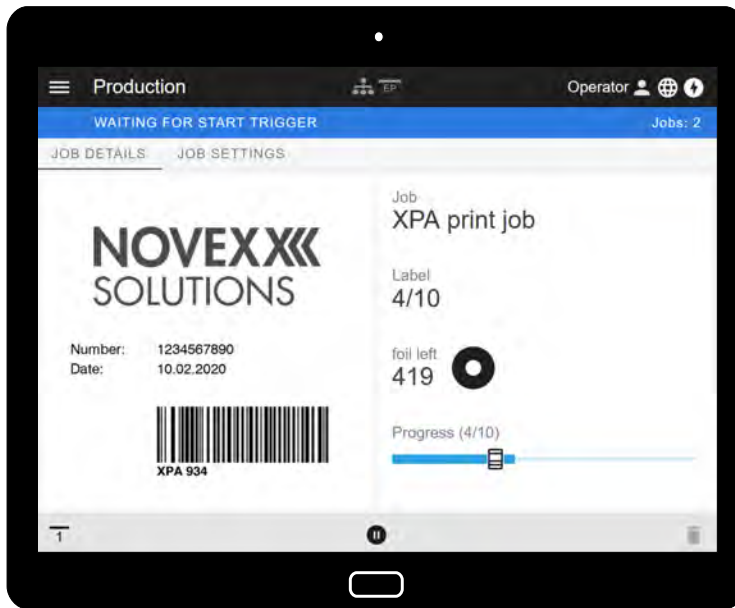 Production
EP
Operator
WAITING FOR START TRIGGER
Jobs: 2
JOB DETAILS
JOB SETTINGS
NOVEXX
SOLUTIONS
Number: 1234567890
Date: 10.02.2020
XPA 934
Job
XPA print job
Label
4/10
foil left
419
Progress (4/10)
1